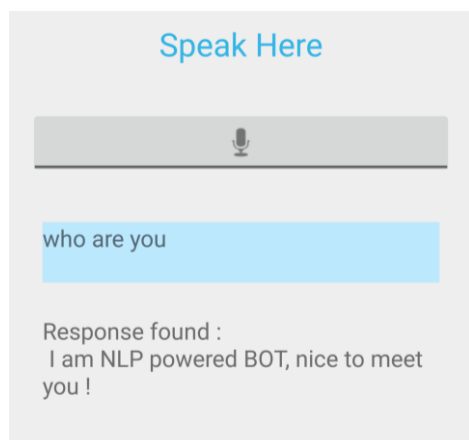 Speak Here
who are you
Response found :
I am NLP powered BOT, nice to meet
you !